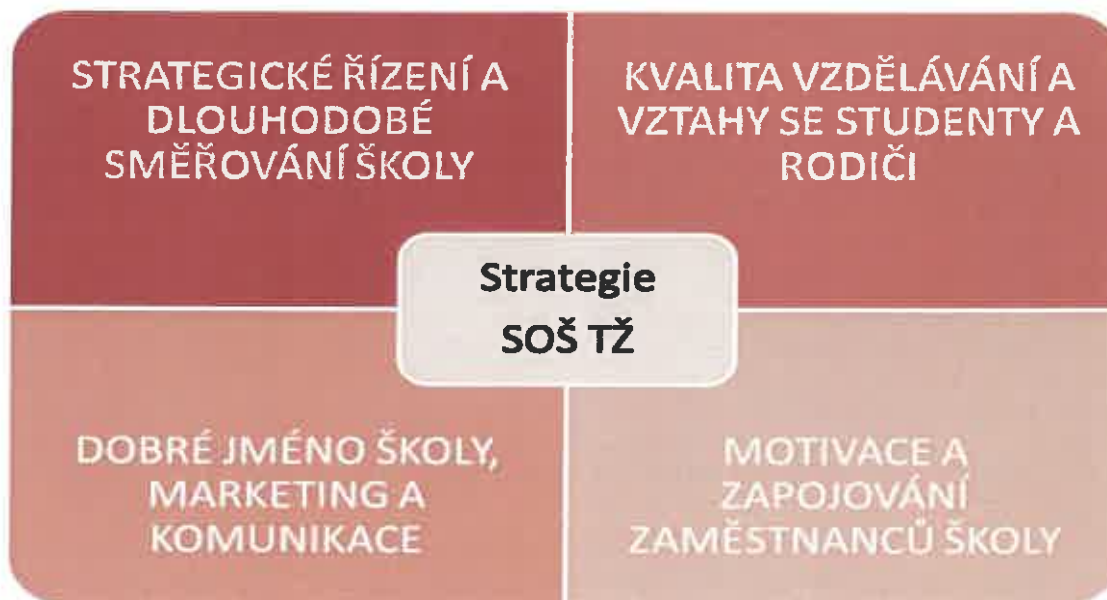 STRATEGICKÉ ŘÍZENÍ A
DLOUHODOBÉ
SMĚŘOVÁNÍ ŠKOLY
KVALITA VZDĚLÁVÁNÍ A
VZTAHY SE STUDENTY A
RODIČI
Strategie
SOŠ TŽ
DOBRÉ JMÉNO ŠKOLY,
MARKETING A
KOMUNIKACE
MOTIVACE A
ZAPOJOVÁNÍ
ZAMĚSTNANCŮ ŠKOLY